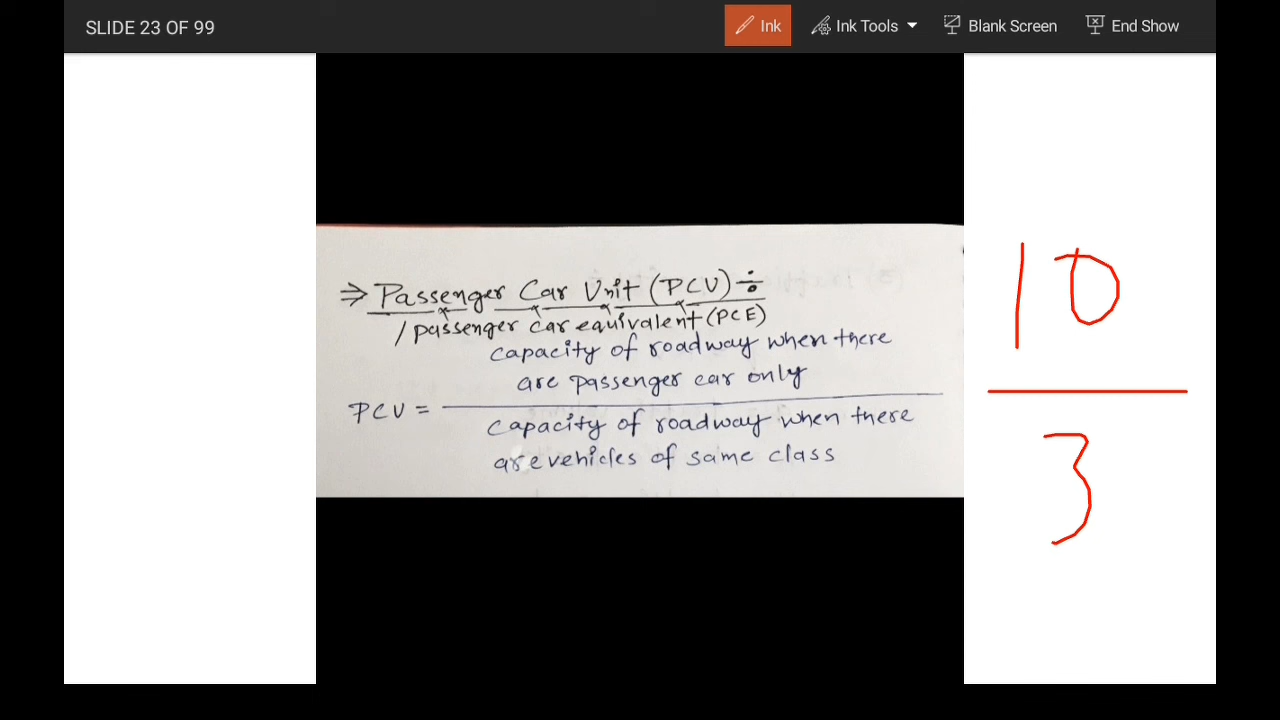 SLIDE 23 OF 99
Ink
Ink Tools
Blank Screen
End Show
⇒ Passenger Car Unit (PCU) ÷
/passenger car equivalent (PCE)
capacity of roadway when there
are passenger car only
PCU =
capacity of roadway when there
are vehicles of same class
10
3